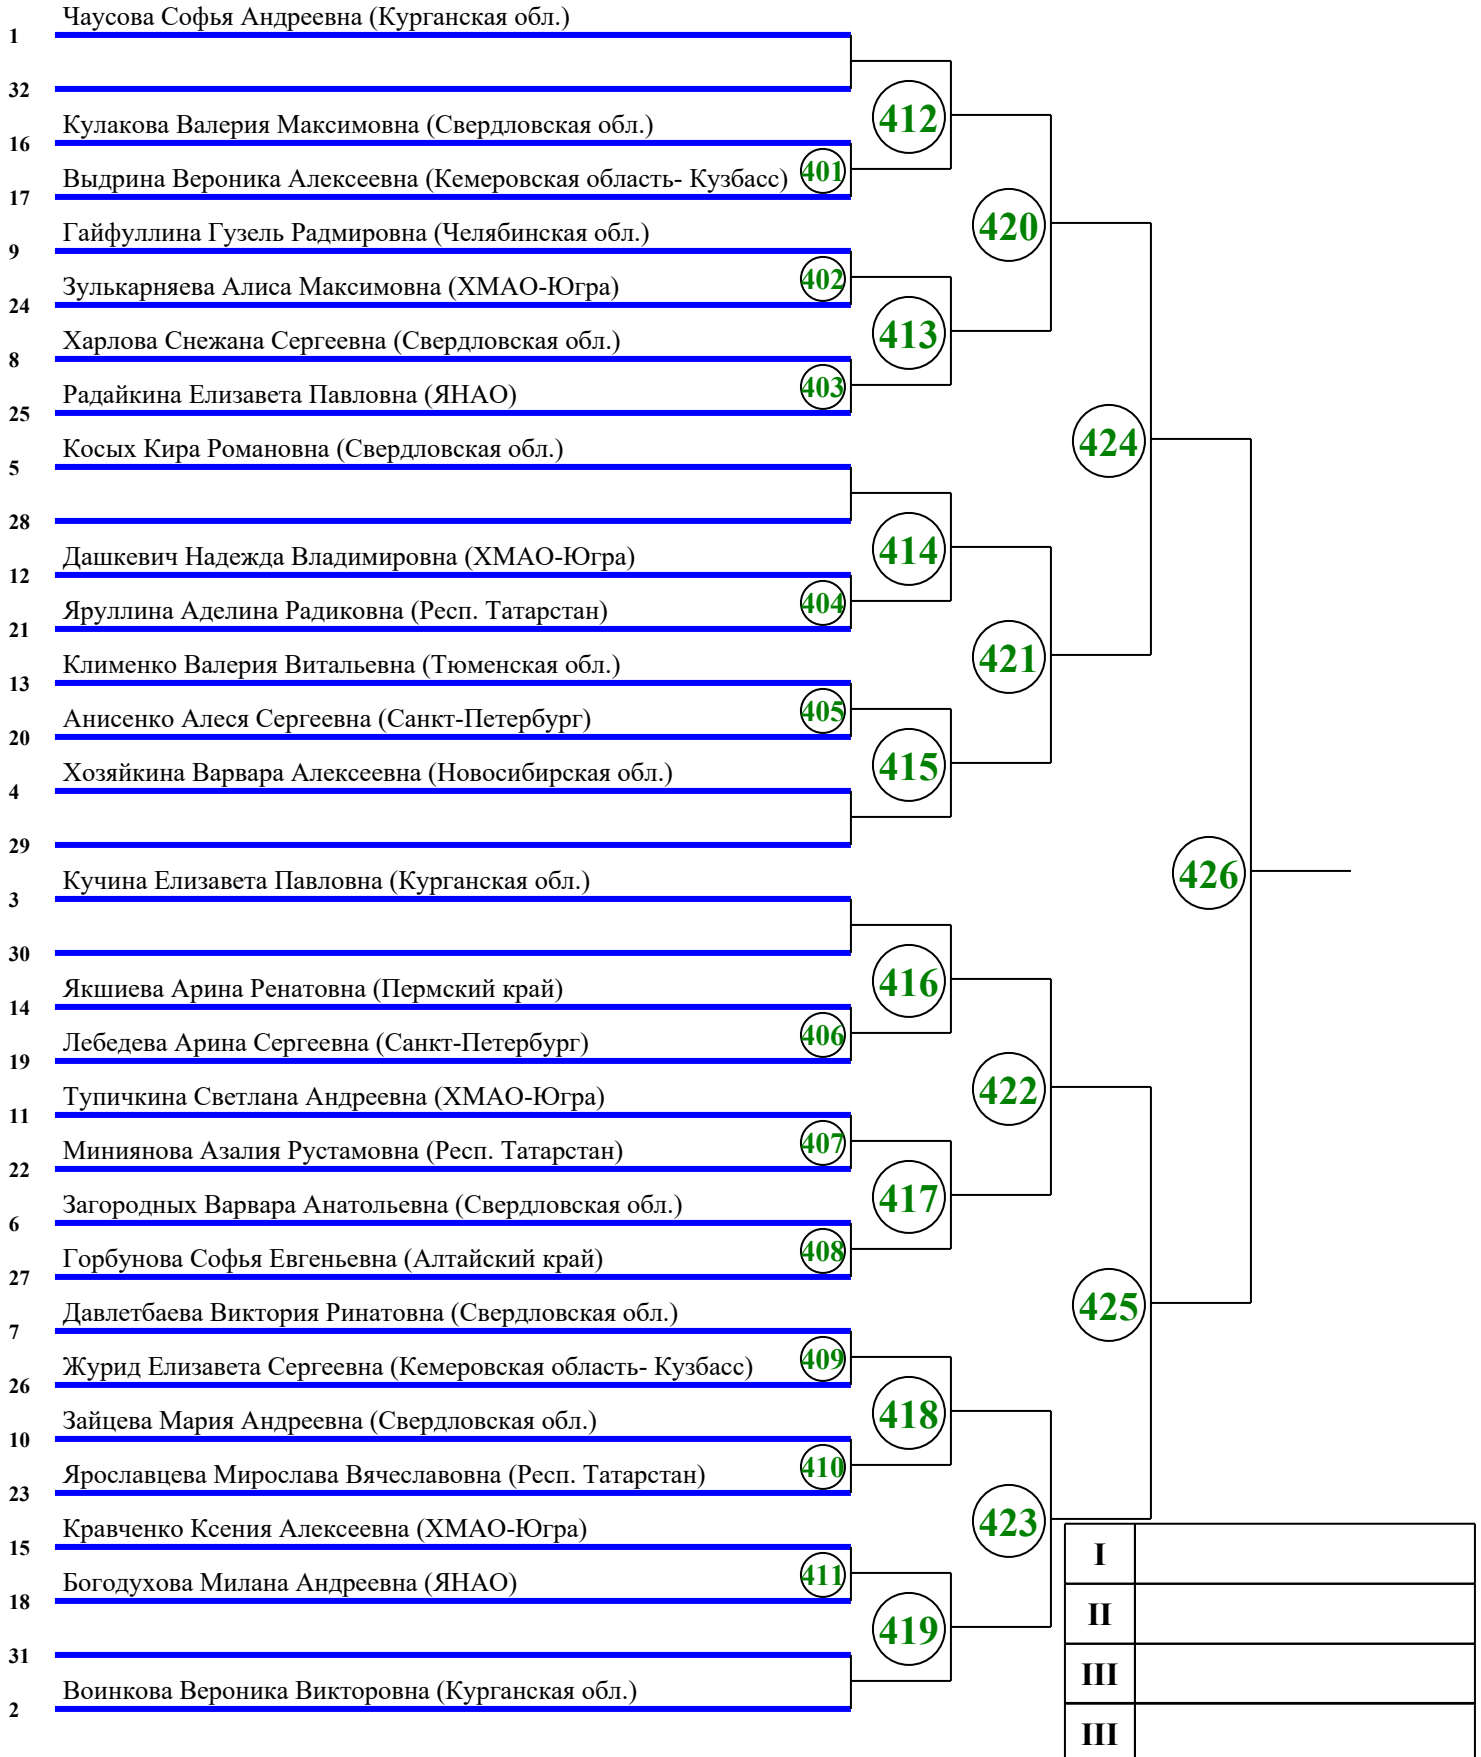 Чаусова Софья Андреевна (Курганская обл.)
1
32
412
Кулакова Валерия Максимовна (Свердловская обл.)
16
Выдрина Вероника Алексеевна (Кемеровская область- Кузбасс)
401
17
Гайфуллина Гузель Радмировна (Челябинская обл.)
420
9
Зулькарняева Алиса Максимовна (ХМАО-Югра)
402
24
413
Харлова Снежана Сергеевна (Свердловская обл.)
8
Радайкина Елизавета Павловна (ЯНАО)
403
25
Косых Кира Романовна (Свердловская обл.)
424
5
28
414
Дашкевич Надежда Владимировна (ХМАО-Югра)
12
Яруллина Аделина Радиковна (Респ. Татарстан)
404
21
Клименко Валерия Витальевна (Тюменская обл.)
421
13
Анисенко Алеся Сергеевна (Санкт-Петербург)
405
20
415
Хозяйкина Варвара Алексеевна (Новосибирская обл.)
4
29
Кучина Елизавета Павловна (Курганская обл.)
426
3
30
416
Якшиева Арина Ренатовна (Пермский край)
14
Лебедева Арина Сергеевна (Санкт-Петербург)
406
19
Тупичкина Светлана Андреевна (ХМАО-Югра)
422
11
Миниянова Азалия Рустамовна (Респ. Татарстан)
407
22
417
Загородных Варвара Анатольевна (Свердловская обл.)
6
Горбунова Софья Евгеньевна (Алтайский край)
408
27
Давлетбаева Виктория Ринатовна (Свердловская обл.)
425
7
Журид Елизавета Сергеевна (Кемеровская область- Кузбасс)
409
26
418
Зайцева Мария Андреевна (Свердловская обл.)
10
Ярославцева Мирослава Вячеславовна (Респ. Татарстан)
410
23
Кравченко Ксения Алексеевна (ХМАО-Югра)
423
15
I
Богодухова Милана Андреевна (ЯНАО)
411
18
II
419
31
III
Воинкова Вероника Викторовна (Курганская обл.)
2
III